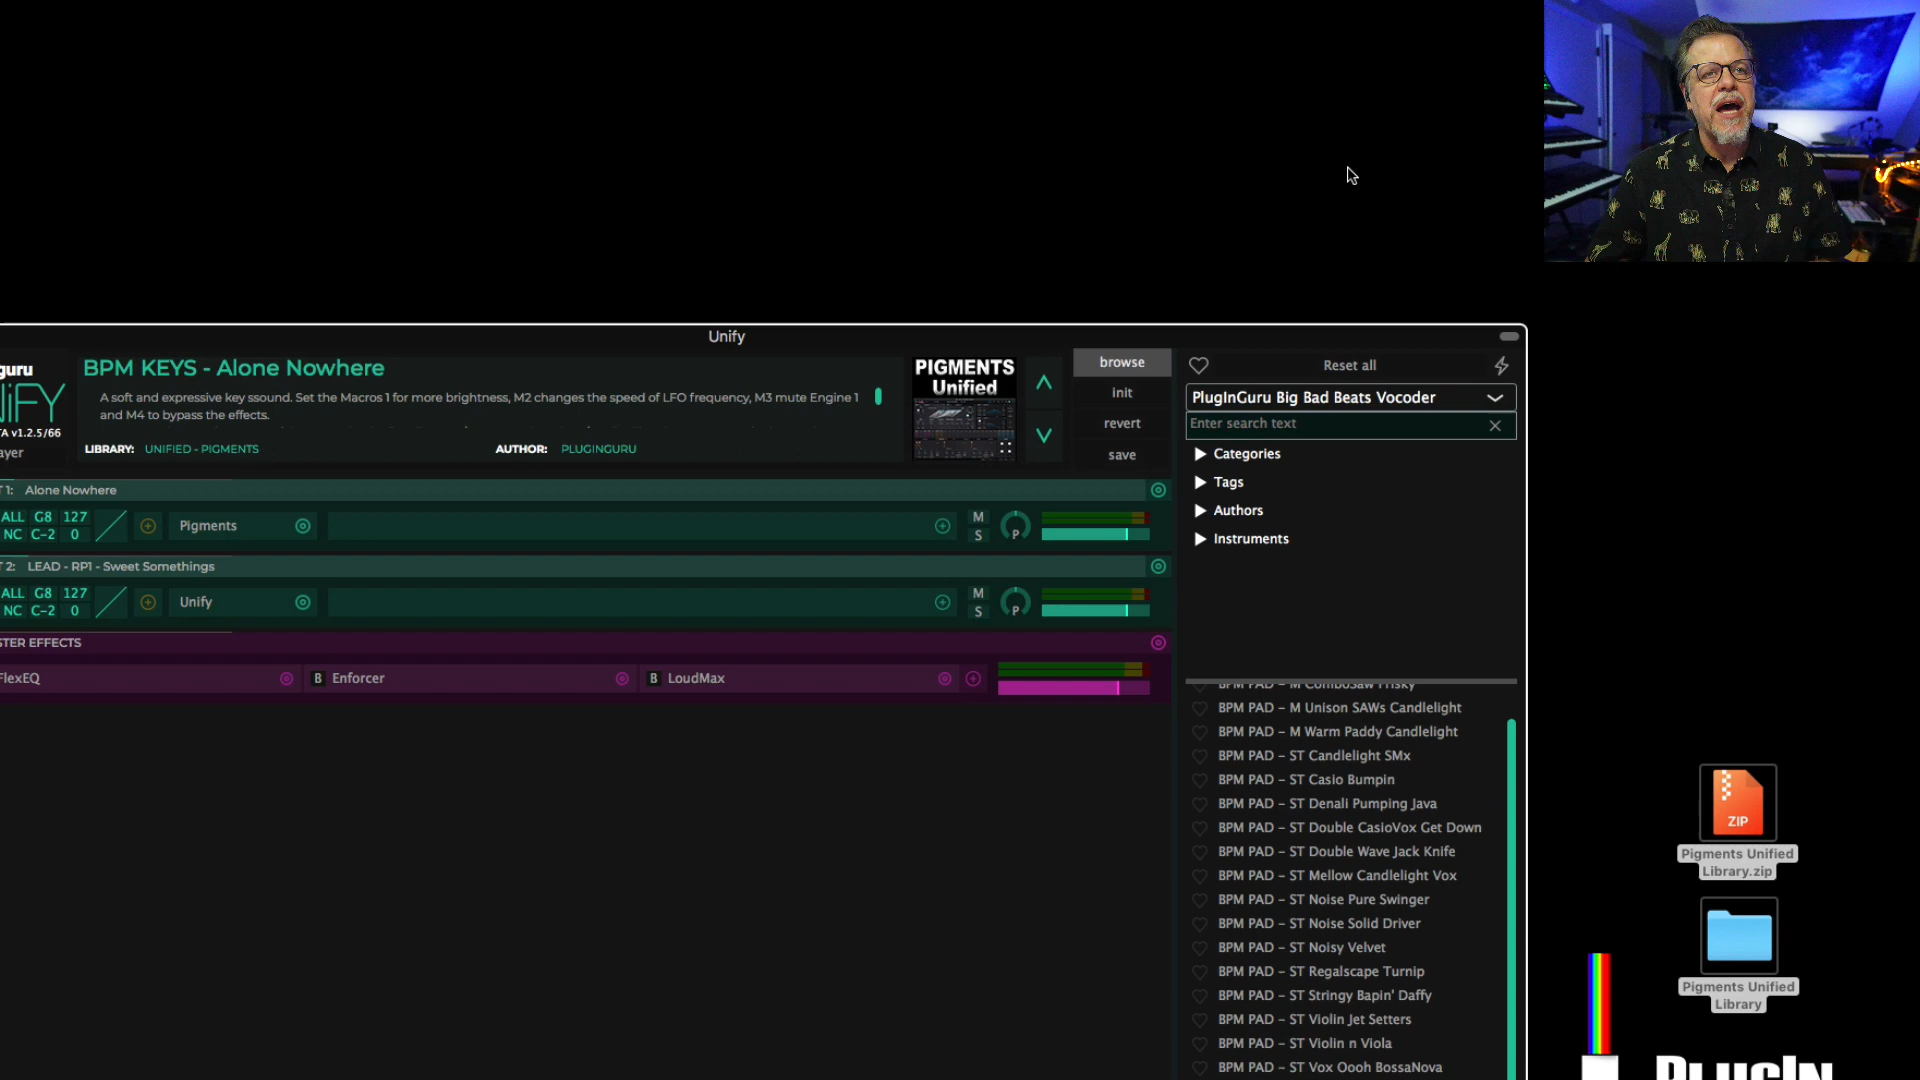 Unify
guru
NiFY
TA v1.2.5/66
ayer
BPM KEYS - Alone Nowhere
A soft and expressive key ssound. Set the Macros 1 for more brightness, M2 changes the speed of LFO frequency, M3 mute Engine 1
and M4 to bypass the effects.
LIBRARY: UNIFIED - PIGMENTS
AUTHOR: PLUGINGURU
PIGMENTS
Unified
browse
init
revert
save
Reset all
PlugInGuru Big Bad Beats Vocoder
Enter search text
Categories
Tags
Authors
Instruments
T 1: Alone Nowhere
ALL G8 127
NC C-2 0
Pigments
M
S
P
T 2: LEAD - RP1 - Sweet Somethings
ALL G8 127
NC C-2 0
Unify
M
S
P
STER EFFECTS
FlexEQ
B Enforcer
B LoudMax
BPM PAD - M ComboSaw Frisky
BPM PAD - M Unison SAWs Candlelight
BPM PAD - M Warm Paddy Candlelight
BPM PAD - ST Candlelight SMx
BPM PAD - ST Casio Bumpin
BPM PAD - ST Denali Pumping Java
BPM PAD - ST Double CasioVox Get Down
BPM PAD - ST Double Wave Jack Knife
BPM PAD - ST Mellow Candlelight Vox
BPM PAD - ST Noise Pure Swinger
BPM PAD - ST Noise Solid Driver
BPM PAD - ST Noisy Velvet
BPM PAD - ST Regalscape Turnip
BPM PAD - ST Stringy Bapin' Daffy
BPM PAD - ST Violin Jet Setters
BPM PAD - ST Violin n Viola
BPM PAD - ST Vox Oooh BossaNova
ZIP
Pigments Unified
Library.zip
Pigments Unified
Library
PLUGIN